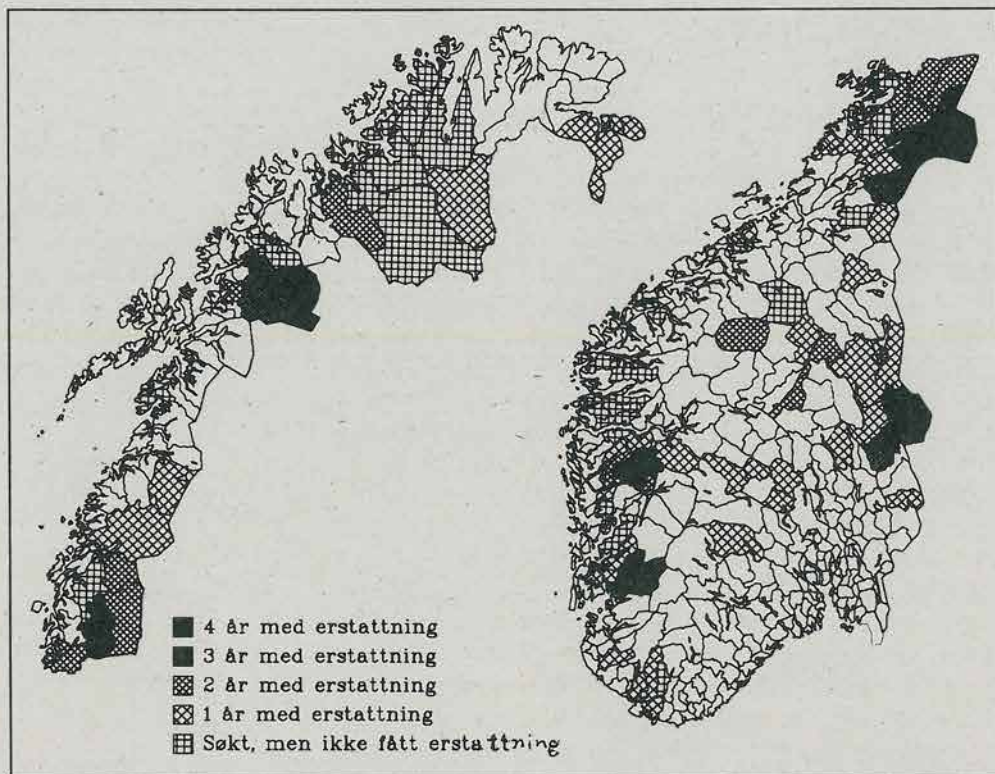 4 år med erstattning
3 år med erstattning
2 år med erstattning
1 år med erstattning
Søkt, men ikke fått erstattning